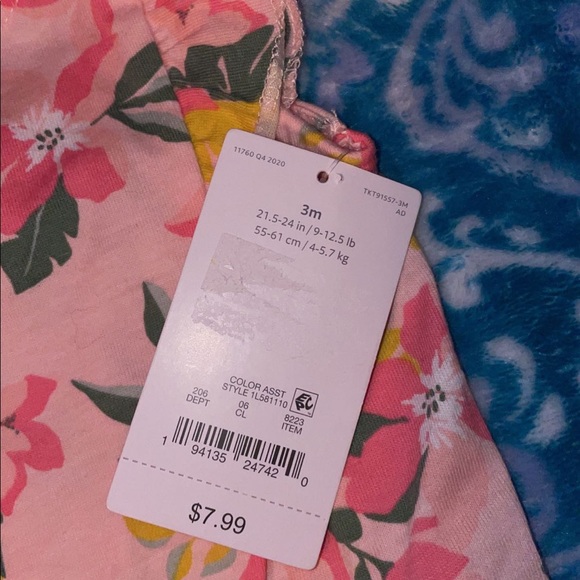 11760 Q4 2020
TKT91557-3M
AD
3m
21.5-24 in / 9-12.5 lb
55-61 cm / 4-5.7 kg
COLOR ASST
STYLE 1L581110
206 06 8223
DEPT CL ITEM
1 94135 24742 0
$7.99